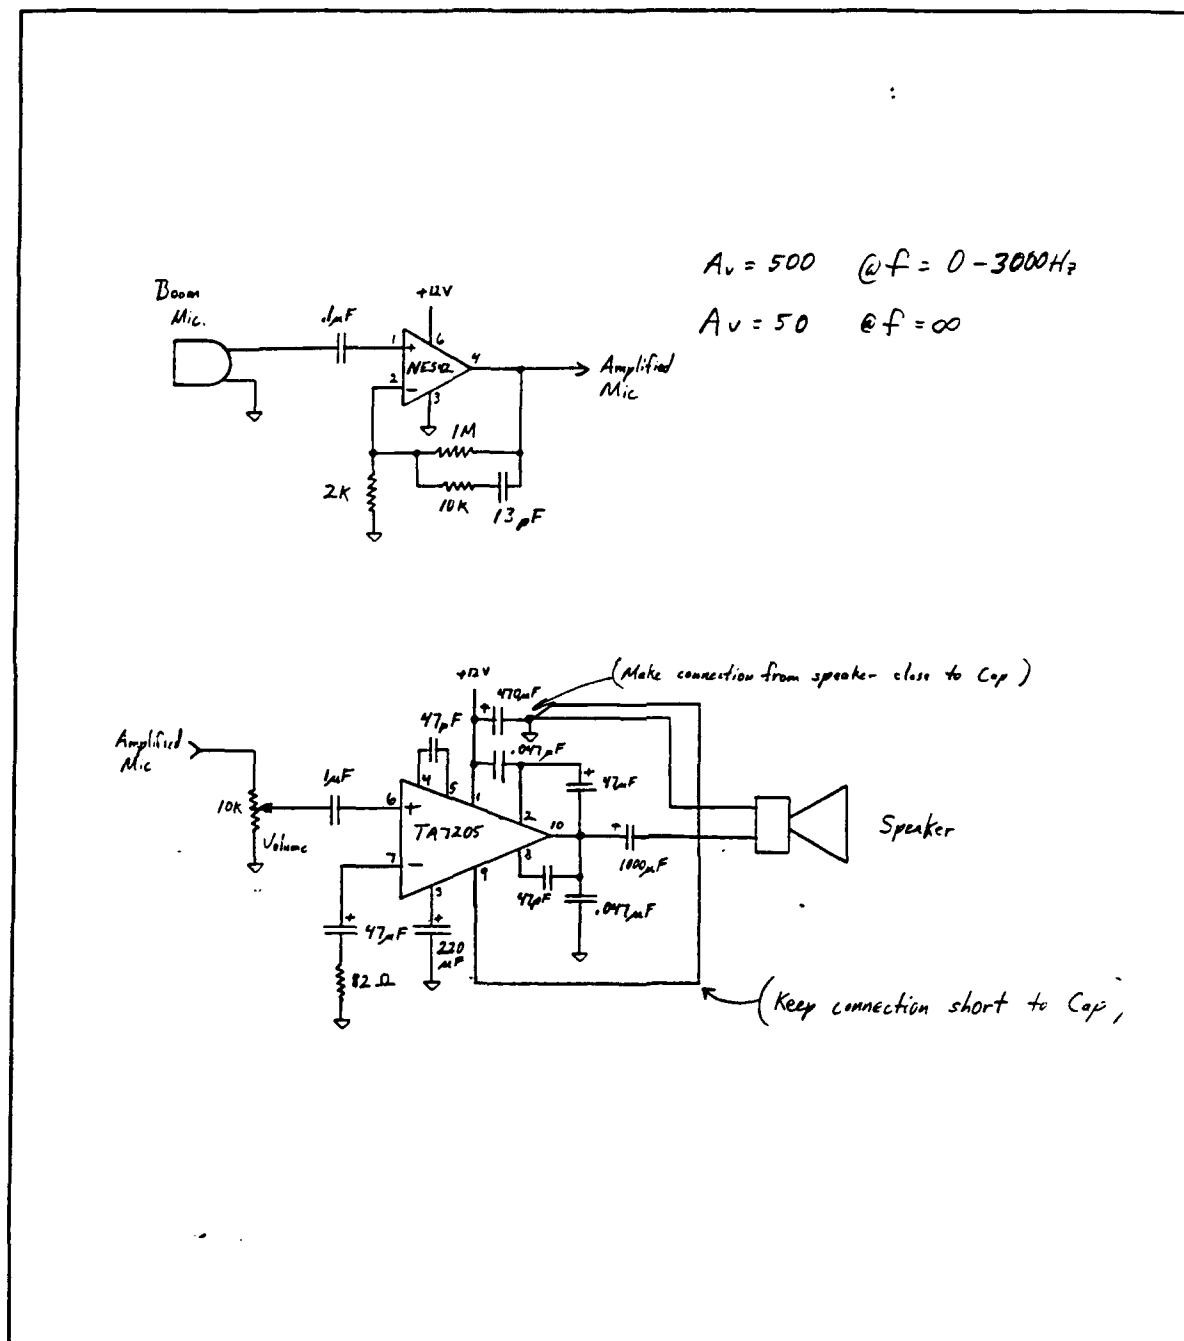 Av = 500 @ f = 0-3000Hz
Av = 50 @ f = ∞
Boom
Mic.
.1µF
+12V
1
+
6
NE542
4
2
-
3
Amplified
Mic
1M
2K
10K
13pF
+12V
(Make connection from speaker close to Cap)
+
470µF
47pF
.047µF
Amplified
Mic
1µF
4
5
1
+
47µF
10K
6
+
2
TA7205
10
+
Speaker
Volume
7
-
8
1000µF
9
3
47pF
.047µF
+
47µF
+
220
µF
82Ω
(Keep connection short to Cap)